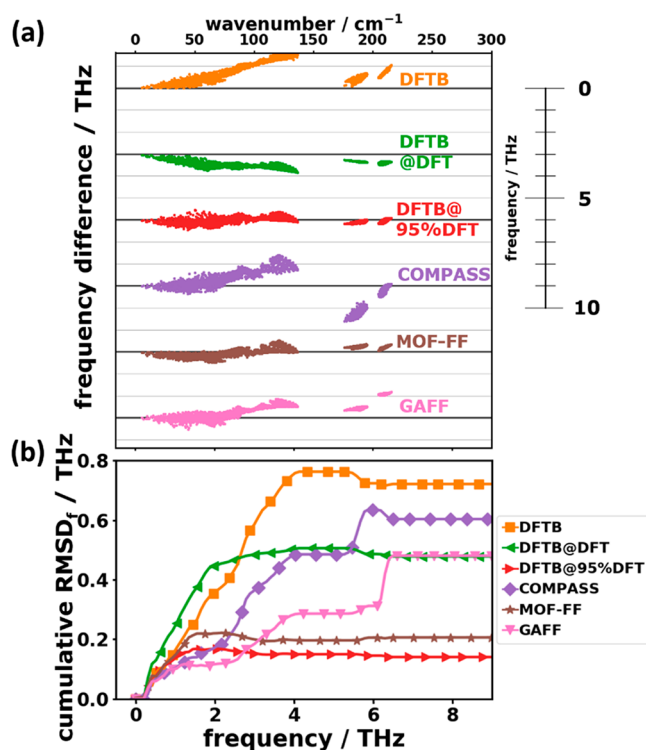 (a)
wavenumber / cm⁻¹
0 50 100 150 200 250 300
frequency difference / THz
DFTB
DFTB
@DFT
DFTB@
95%DFT
COMPASS
MOF-FF
GAFF
0
5
10
frequency / THz
(b)
cumulative RMSD_f / THz
0.8
0.6
0.4
0.2
0.0
0 2 4 6 8
frequency / THz
DFTB
DFTB@DFT
DFTB@95%DFT
COMPASS
MOF-FF
GAFF